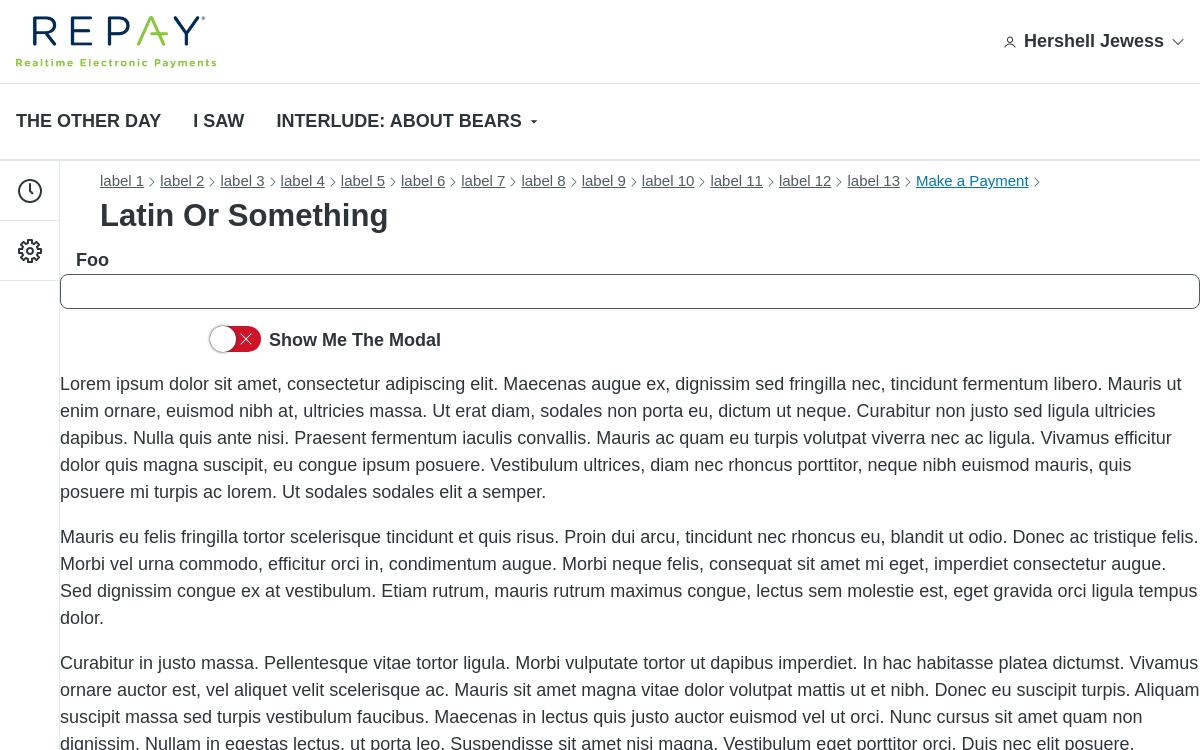 REPAY
Realtime Electronic Payments
Hershell Jewess
THE OTHER DAY I SAW INTERLUDE: ABOUT BEARS
label 1 label 2 label 3 label 4 label 5 label 6 label 7 label 8 label 9 label 10 label 11 label 12 label 13 Make a Payment
Latin Or Something
Foo
Show Me The Modal
Lorem ipsum dolor sit amet, consectetur adipiscing elit. Maecenas augue ex, dignissim sed fringilla nec, tincidunt fermentum libero. Mauris ut
enim ornare, euismod nibh at, ultricies massa. Ut erat diam, sodales non porta eu, dictum ut neque. Curabitur non justo sed ligula ultricies
dapibus. Nulla quis ante nisi. Praesent fermentum iaculis convallis. Mauris ac quam eu turpis volutpat viverra nec ac ligula. Vivamus efficitur
dolor quis magna suscipit, eu congue ipsum posuere. Vestibulum ultrices, diam nec rhoncus porttitor, neque nibh euismod mauris, quis
posuere mi turpis ac lorem. Ut sodales sodales elit a semper.
Mauris eu felis fringilla tortor scelerisque tincidunt et quis risus. Proin dui arcu, tincidunt nec rhoncus eu, blandit ut odio. Donec ac tristique felis.
Morbi vel urna commodo, efficitur orci in, condimentum augue. Morbi neque felis, consequat sit amet mi eget, imperdiet consectetur augue.
Sed dignissim congue ex at vestibulum. Etiam rutrum, mauris rutrum maximus congue, lectus sem molestie est, eget gravida orci ligula tempus
dolor.
Curabitur in justo massa. Pellentesque vitae tortor ligula. Morbi vulputate tortor ut dapibus imperdiet. In hac habitasse platea dictumst. Vivamus
ornare auctor est, vel aliquet velit scelerisque ac. Mauris sit amet magna vitae dolor volutpat mattis ut et nibh. Donec eu suscipit turpis. Aliquam
suscipit massa sed turpis vestibulum faucibus. Maecenas in lectus quis justo auctor euismod vel ut orci. Nunc cursus sit amet quam non
dignissim. Nullam in egestas lectus, ut porta leo. Suspendisse sit amet nisi magna. Vestibulum eget porttitor orci. Duis nec elit posuere,